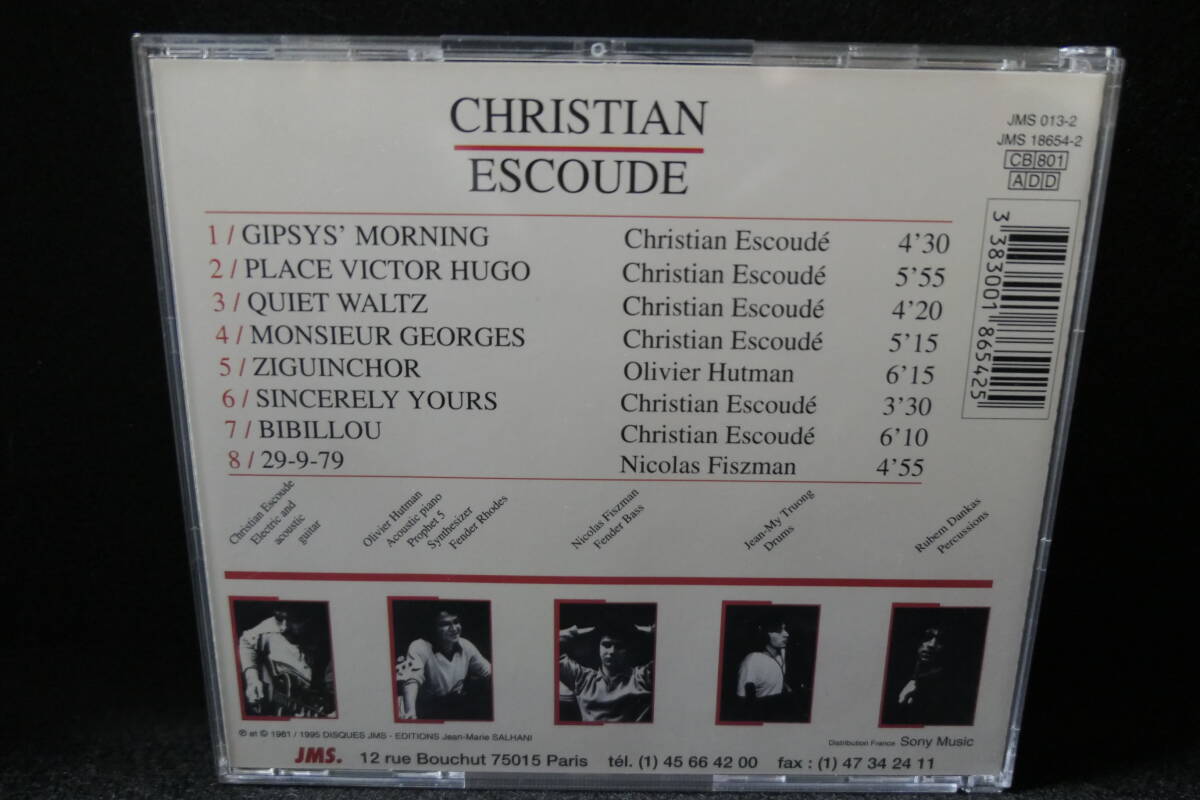 CHRISTIAN
ESCOUDE
JMS 013-2
JMS 18654-2
CB 801
A D D
1 / GIPSYS' MORNING Christian Escoudé 4'30
2 / PLACE VICTOR HUGO Christian Escoudé 5'55
3 / QUIET WALTZ Christian Escoudé 4'20
4 / MONSIEUR GEORGES Christian Escoudé 5'15
5 / ZIGUINCHOR Olivier Hutman 6'15
6 / SINCERELY YOURS Christian Escoudé 3'30
7 / BIBILLOU Christian Escoudé 6'10
8 / 29-9-79 Nicolas Fiszman 4'55
3 383001 865425
Christian Escoude
Electric and
acoustic
guitar
Olivier Hutman
Acoustic piano
Prophet 5
Synthesizer
Fender Rhodes
Nicolas Fiszman
Fender Bass
Jean-My Truong
Drums
Rubem Dankas
Percussions
℗ et © 1981 / 1995 DISQUES JMS - EDITIONS Jean-Marie SALHANI
Distribution France Sony Music
JMS. 12 rue Bouchut 75015 Paris tél. (1) 45 66 42 00 fax : (1) 47 34 24 11